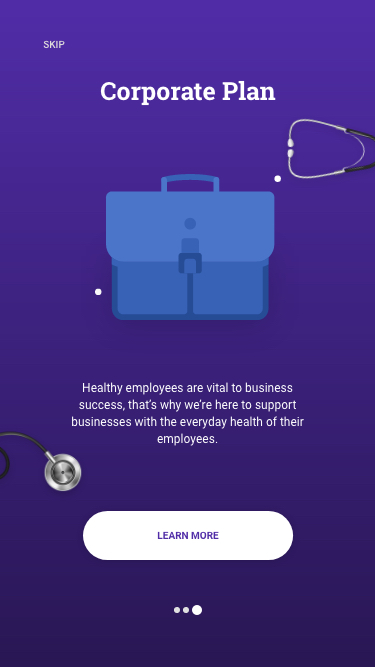 SKIP
Corporate Plan
Healthy employees are vital to business
success, that’s why we’re here to support
businesses with the everyday health of their
employees.
LEARN MORE